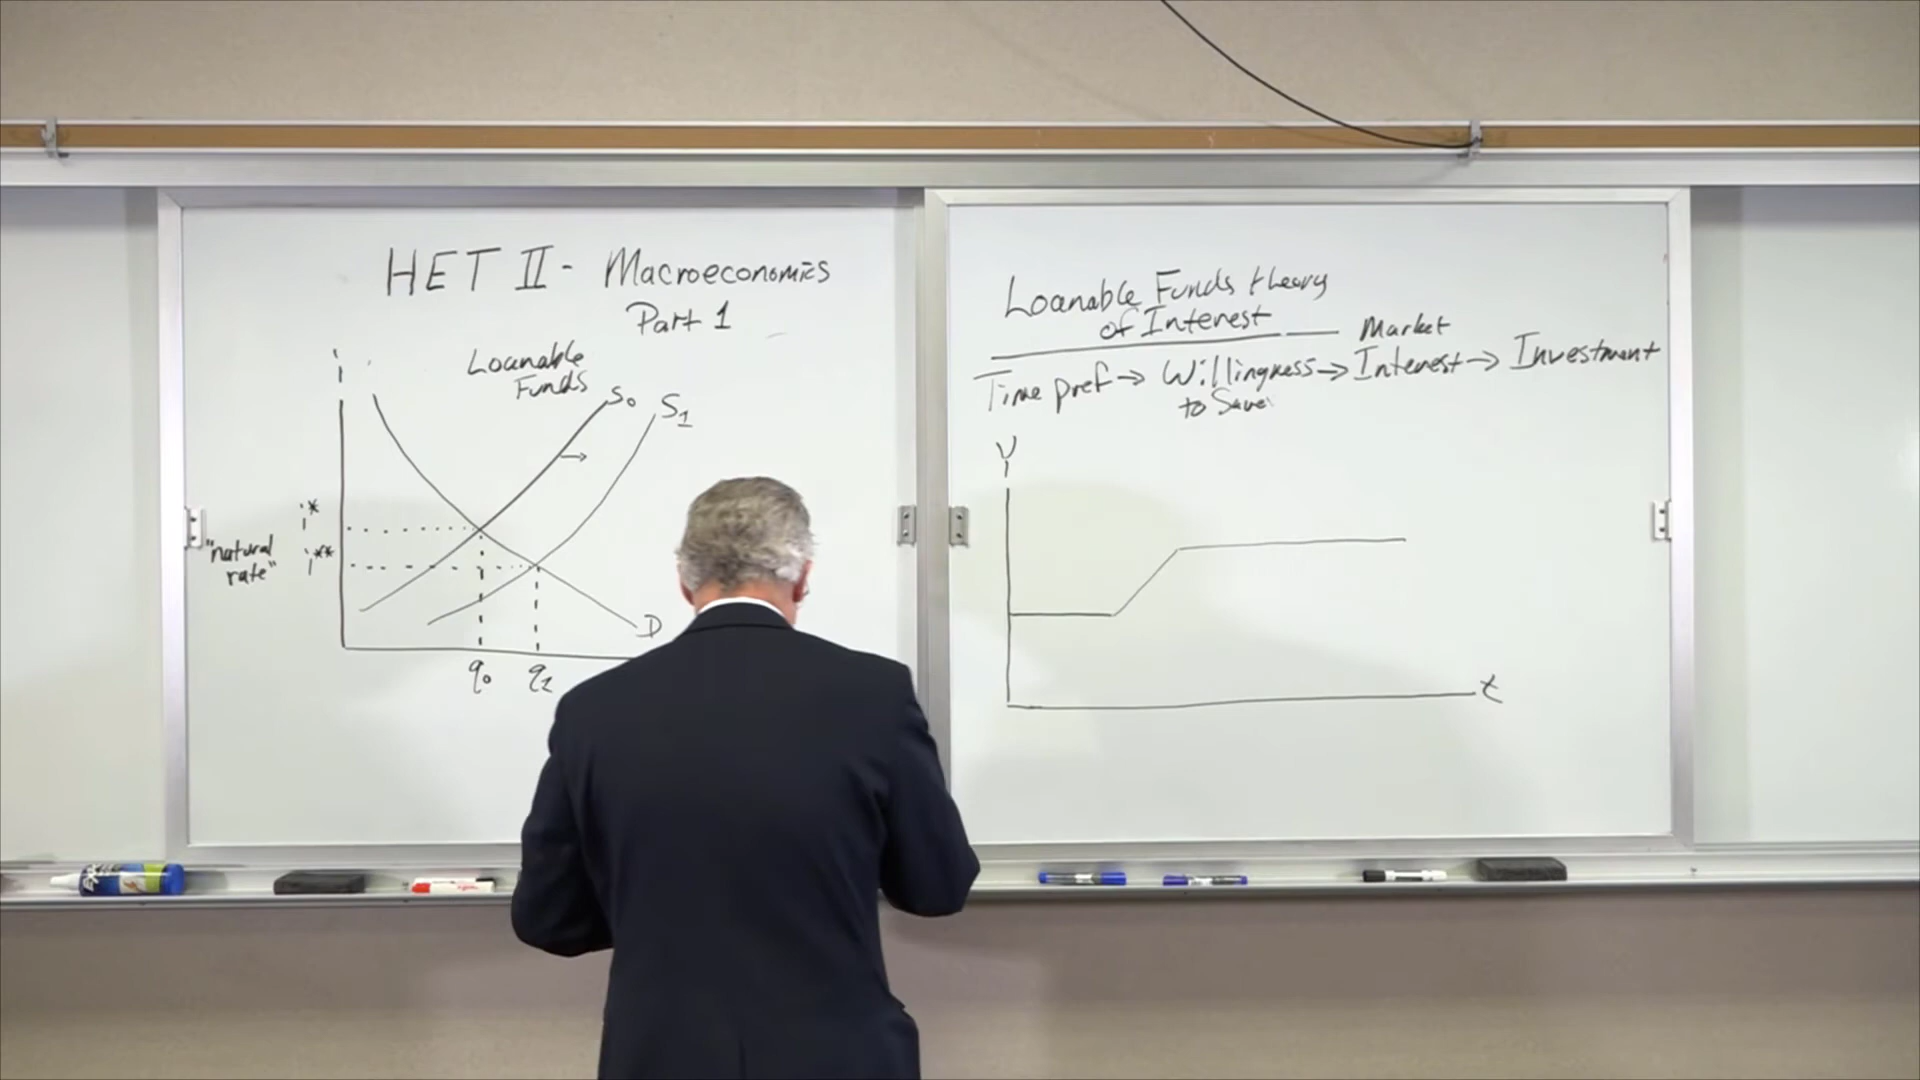 HET II - Macroeconomics
Part 1
i
Loanable
Funds
S₀
S₁
i*
"natural
rate"
i**
D
q₀
q₁
Loanable Funds theory
of Interest
Market
Time pref → Willingness → Interest → Investment
to Save
Y
t